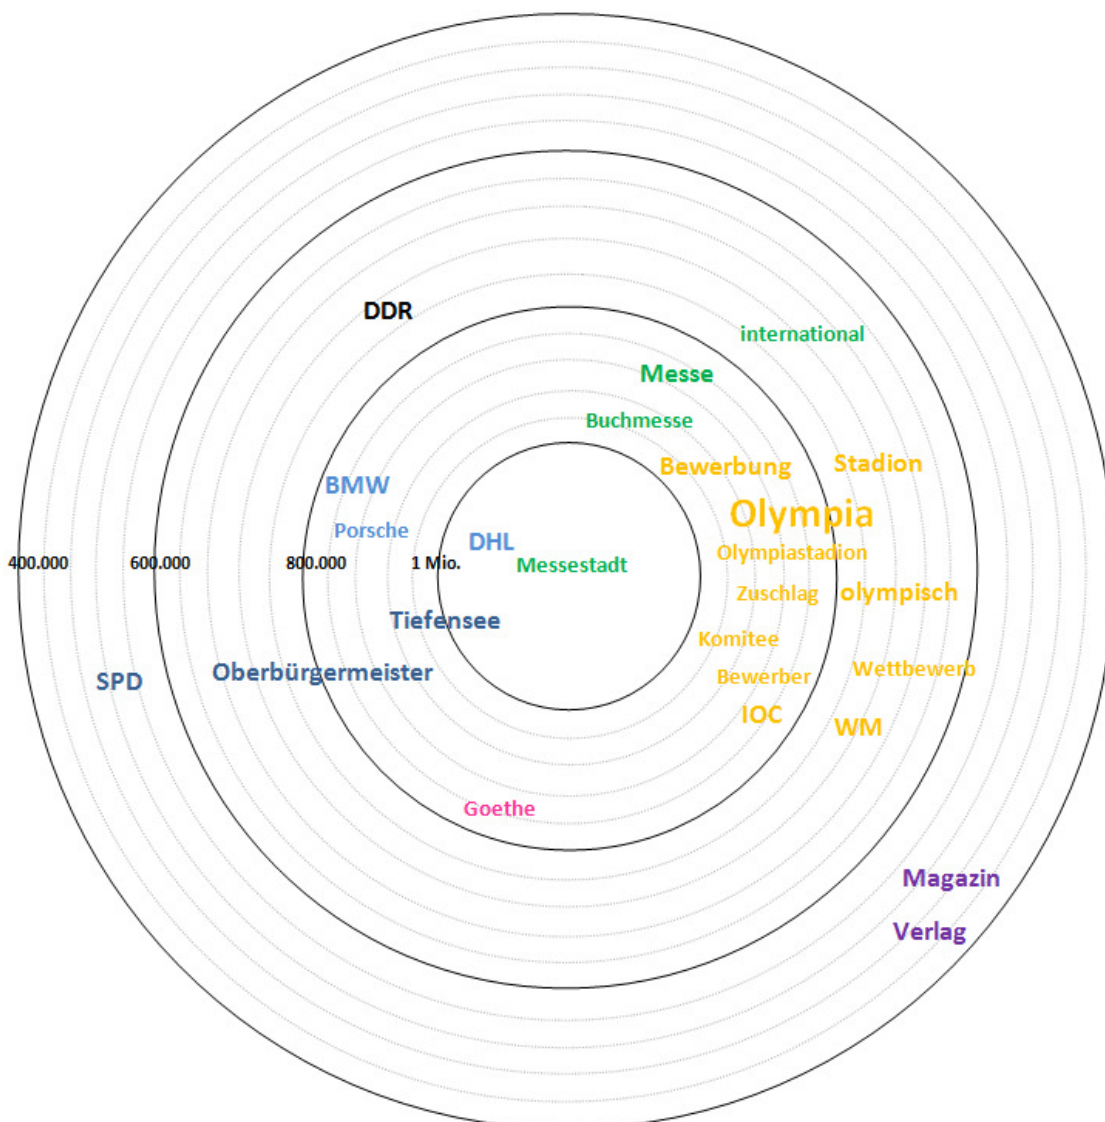 DDR
international
Messe
Buchmesse
Bewerbung
Stadion
BMW
Olympia
Porsche
DHL
Olympiastadion
400.000
600.000
800.000
1 Mio.
Messestadt
Zuschlag
olympisch
Tiefensee
Komitee
Oberbürgermeister
Bewerber
Wettbewerb
SPD
IOC
WM
Goethe
Magazin
Verlag